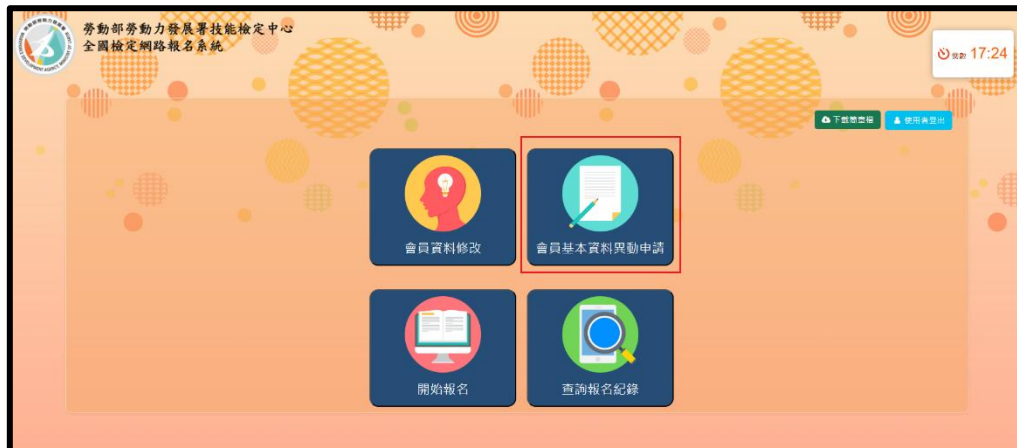 勞動部勞動力發展署技能檢定中心
全國檢定網路報名系統
17:24
下載簡章檔
使用者登出
會員資料修改
會員基本資料異動申請
開始報名
查詢報名紀錄